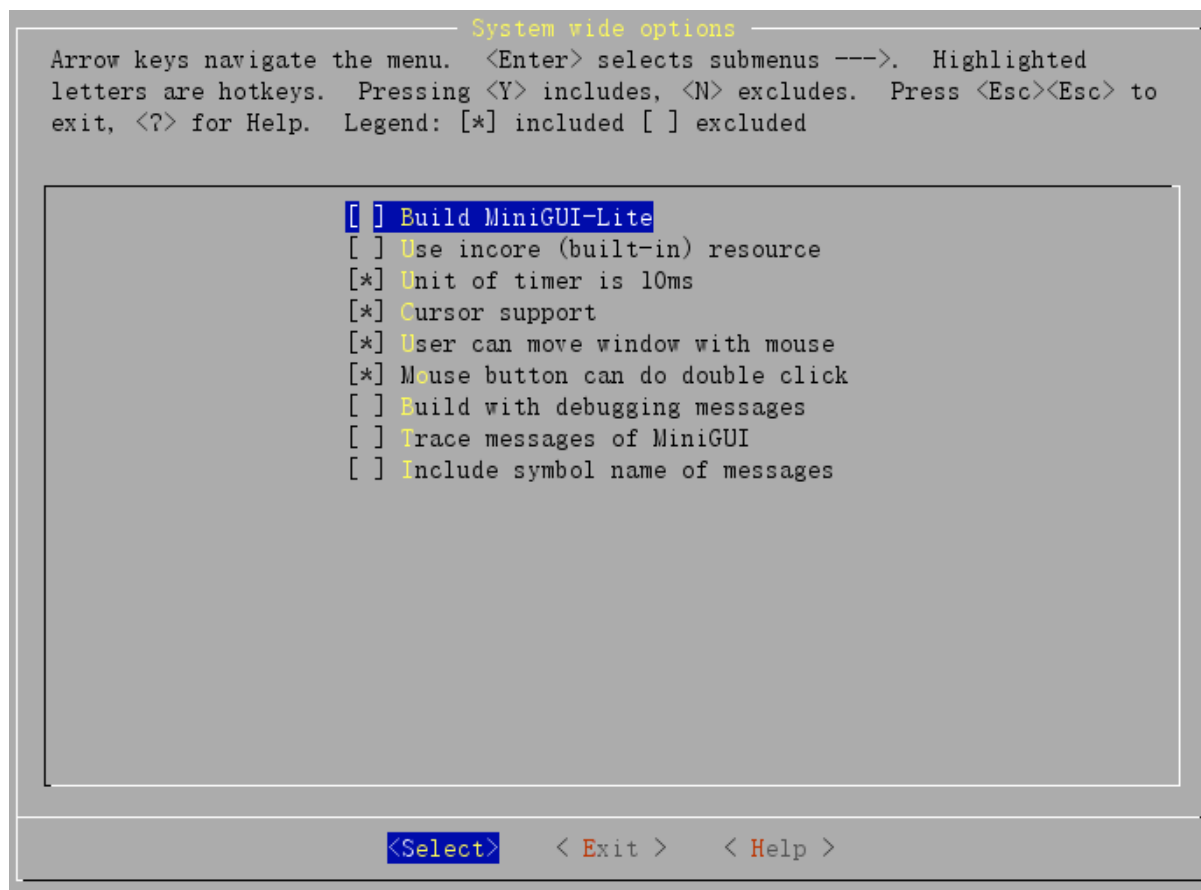 System wide options
Arrow keys navigate the menu.  <Enter> selects submenus --->.  Highlighted
letters are hotkeys.  Pressing <Y> includes, <N> excludes.  Press <Esc><Esc> to
exit, <?> for Help.  Legend: [*] included [ ] excluded
[ ] Build MiniGUI-Lite
[ ] Use incore (built-in) resource
[*] Unit of timer is 10ms
[*] Cursor support
[*] User can move window with mouse
[*] Mouse button can do double click
[ ] Build with debugging messages
[ ] Trace messages of MiniGUI
[ ] Include symbol name of messages
<Select>    < Exit >    < Help >